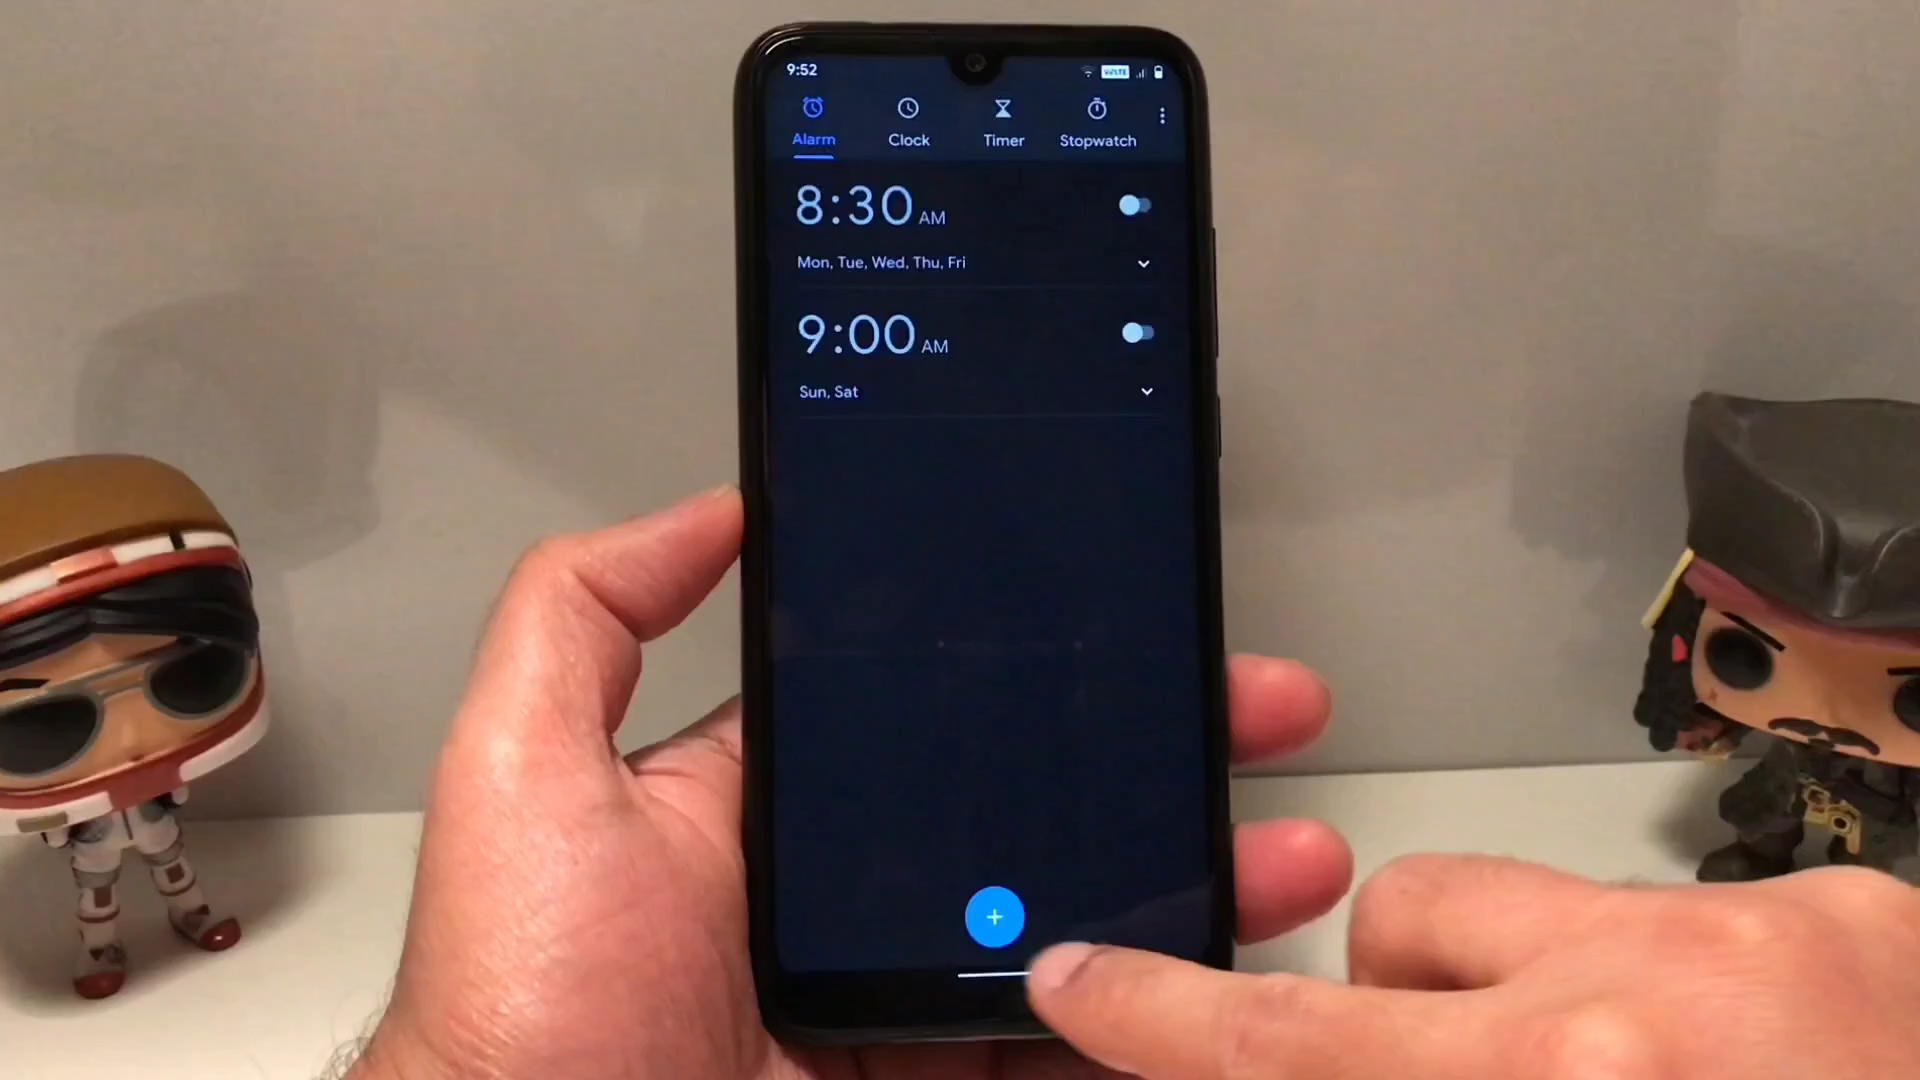 9:52
VoLTE
Alarm Clock Timer Stopwatch
8:30 AM
Mon, Tue, Wed, Thu, Fri
9:00 AM
Sun, Sat